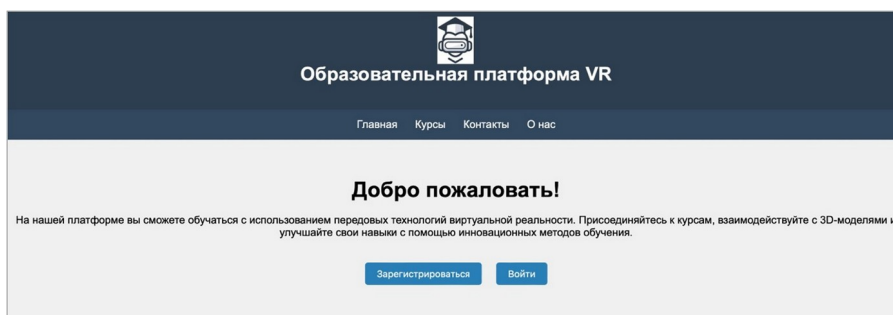 Образовательная платформа VR
Главная Курсы Контакты О нас
Добро пожаловать!
На нашей платформе вы сможете обучаться с использованием передовых технологий виртуальной реальности. Присоединяйтесь к курсам, взаимодействуйте с 3D-моделями и
улучшайте свои навыки с помощью инновационных методов обучения.
Зарегистрироваться Войти